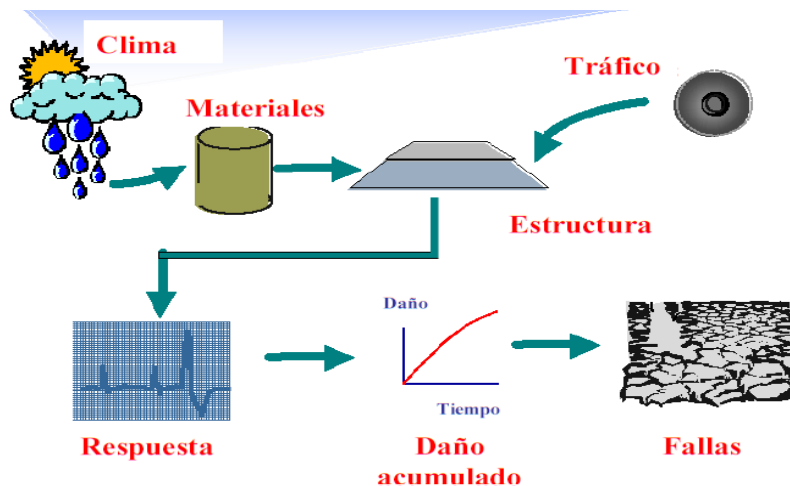 Clima
Tráfico
Materiales
Estructura
Daño
Tiempo
Respuesta
Daño
acumulado
Fallas